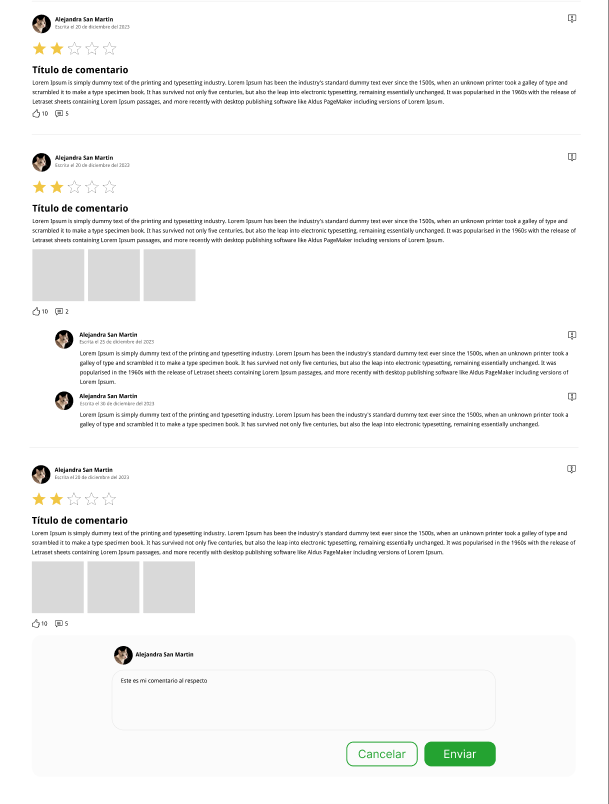 Alejandra San Martín
Escrita el 20 de diciembre del 2023
Título de comentario
Lorem Ipsum is simply dummy text of the printing and typesetting industry. Lorem Ipsum has been the industry's standard dummy text ever since the 1500s, when an unknown printer took a galley of type and
scrambled it to make a type specimen book. It has survived not only five centuries, but also the leap into electronic typesetting, remaining essentially unchanged. It was popularised in the 1960s with the release of
Letraset sheets containing Lorem Ipsum passages, and more recently with desktop publishing software like Aldus PageMaker including versions of Lorem Ipsum.
10 5
Alejandra San Martín
Escrita el 20 de diciembre del 2023
Título de comentario
Lorem Ipsum is simply dummy text of the printing and typesetting industry. Lorem Ipsum has been the industry's standard dummy text ever since the 1500s, when an unknown printer took a galley of type and
scrambled it to make a type specimen book. It has survived not only five centuries, but also the leap into electronic typesetting, remaining essentially unchanged. It was popularised in the 1960s with the release of
Letraset sheets containing Lorem Ipsum passages, and more recently with desktop publishing software like Aldus PageMaker including versions of Lorem Ipsum.
10 2
Alejandra San Martín
Escrita el 25 de diciembre del 2023
Lorem Ipsum is simply dummy text of the printing and typesetting industry. Lorem Ipsum has been the industry's standard dummy text ever since the 1500s, when an unknown printer took a
galley of type and scrambled it to make a type specimen book. It has survived not only five centuries, but also the leap into electronic typesetting, remaining essentially unchanged. It was
popularised in the 1960s with the release of Letraset sheets containing Lorem Ipsum passages, and more recently with desktop publishing software like Aldus PageMaker including versions of
Lorem Ipsum.
Alejandra San Martín
Escrita el 30 de diciembre del 2023
Lorem Ipsum is simply dummy text of the printing and typesetting industry. Lorem Ipsum has been the industry's standard dummy text ever since the 1500s, when an unknown printer took a
galley of type and scrambled it to make a type specimen book. It has survived not only five centuries, but also the leap into electronic typesetting, remaining essentially unchanged.
Alejandra San Martín
Escrita el 20 de diciembre del 2023
Título de comentario
Lorem Ipsum is simply dummy text of the printing and typesetting industry. Lorem Ipsum has been the industry's standard dummy text ever since the 1500s, when an unknown printer took a galley of type and
scrambled it to make a type specimen book. It has survived not only five centuries, but also the leap into electronic typesetting, remaining essentially unchanged. It was popularised in the 1960s with the release of
Letraset sheets containing Lorem Ipsum passages, and more recently with desktop publishing software like Aldus PageMaker including versions of Lorem Ipsum.
10 5
Alejandra San Martín
Este es mi comentario al respecto
Cancelar Enviar